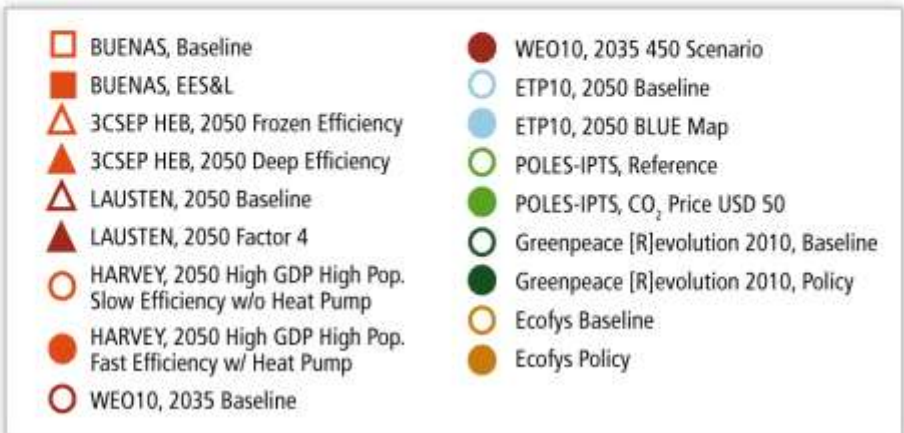 BUENAS, Baseline
BUENAS, EES&L
3CSEP HEB, 2050 Frozen Efficiency
3CSEP HEB, 2050 Deep Efficiency
LAUSTEN, 2050 Baseline
LAUSTEN, 2050 Factor 4
HARVEY, 2050 High GDP High Pop.
Slow Efficiency w/o Heat Pump
HARVEY, 2050 High GDP High Pop.
Fast Efficiency w/ Heat Pump
WEO10, 2035 Baseline
WEO10, 2035 450 Scenario
ETP10, 2050 Baseline
ETP10, 2050 BLUE Map
POLES-IPTS, Reference
POLES-IPTS, CO₂ Price USD 50
Greenpeace [R]evolution 2010, Baseline
Greenpeace [R]evolution 2010, Policy
Ecofys Baseline
Ecofys Policy